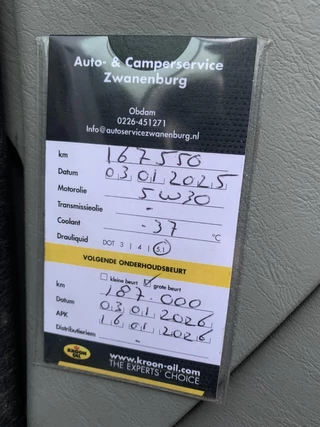 Auto- & Camperservice
Zwanenburg
Obdam
0226-451271
Info@autoservicezwanenburg.nl
km 167550
Datum 03 01 2025
Motorolie 5W30
Transmissieolie -
Coolant -37 °C
Drauliquid DOT 3 | 4 | 5.1
VOLGENDE ONDERHOUDSBEURT
kleine beurt grote beurt
km 187.000
Datum 03 01 2026
APK 16 01 2026
Distributieriem -
KROON OIL
www.kroon-oil.com
THE EXPERTS' CHOICE